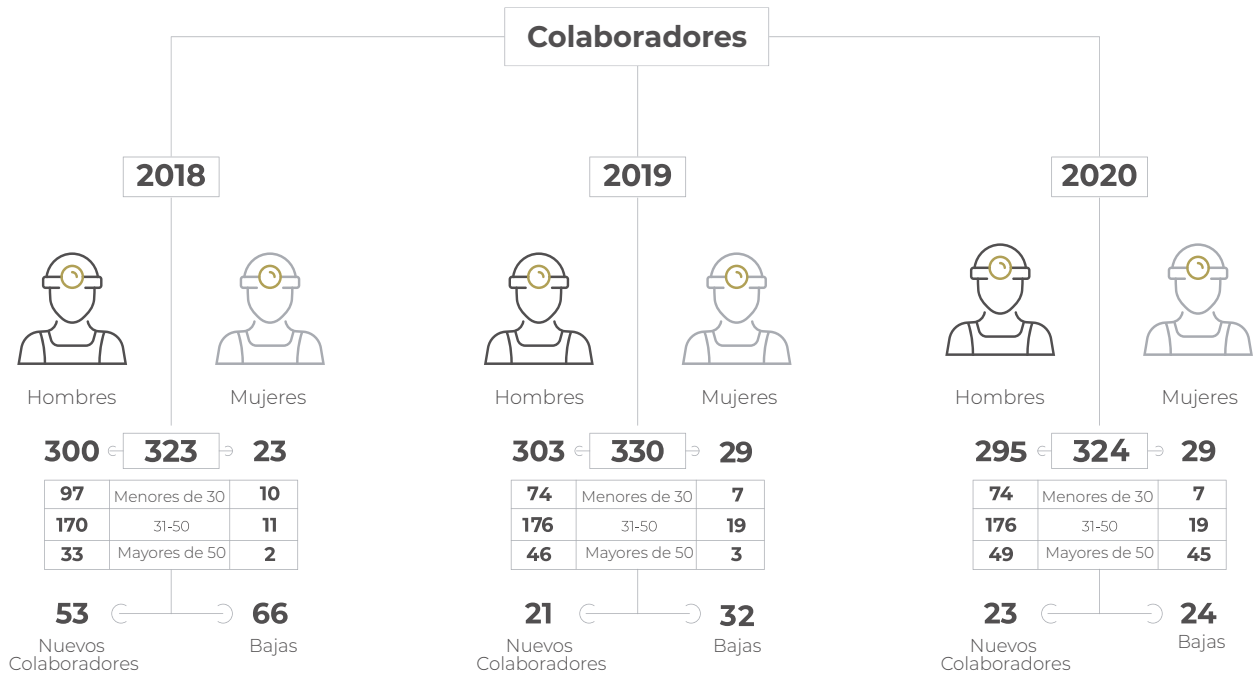 Colaboradores
2018
Hombres
Mujeres
300
323
23
97
Menores de 30
10
170
31-50
11
33
Mayores de 50
2
53
Nuevos
Colaboradores
66
Bajas
2019
Hombres
Mujeres
303
330
29
74
Menores de 30
7
176
31-50
19
46
Mayores de 50
3
21
Nuevos
Colaboradores
32
Bajas
2020
Hombres
Mujeres
295
324
29
74
Menores de 30
7
176
31-50
19
49
Mayores de 50
45
23
Nuevos
Colaboradores
24
Bajas